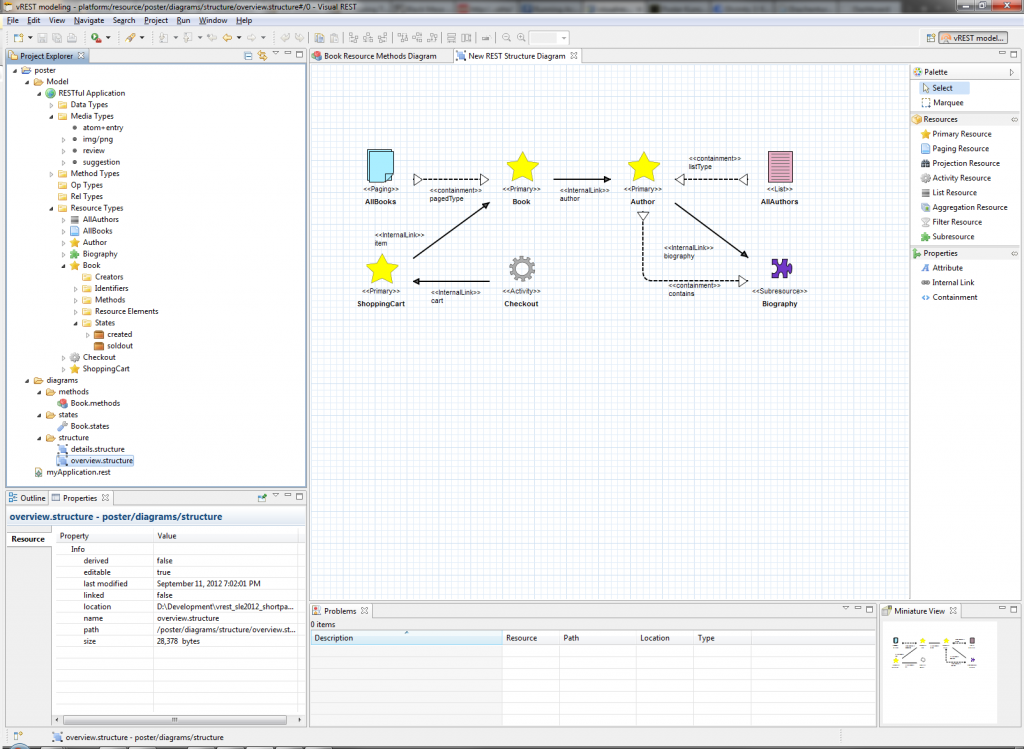 vREST modeling - platform/resource/poster/diagrams/structure/overview.structure#/0 - Visual REST
File Edit View Navigate Search Project Run Window Help
vREST model...
Project Explorer
poster
Model
RESTful Application
Data Types
Media Types
atom+entry
img/png
review
suggestion
Method Types
Op Types
Rel Types
Resource Types
AllAuthors
AllBooks
Author
Biography
Book
Creators
Identifiers
Methods
Resource Elements
States
created
soldout
Checkout
ShoppingCart
diagrams
methods
Book.methods
states
Book.states
structure
details.structure
overview.structure
myApplication.rest
Book Resource Methods Diagram
New REST Structure Diagram
<<Paging>>
AllBooks
<<containment>>
pagedType
<<Primary>>
Book
<<InternalLink>>
author
<<Primary>>
Author
<<containment>>
listType
<<List>>
AllAuthors
<<InternalLink>>
item
<<Primary>>
ShoppingCart
<<InternalLink>>
cart
<<Activity>>
Checkout
<<InternalLink>>
biography
<<containment>>
contains
<<Subresource>>
Biography
Palette
Select
Marquee
Resources
Primary Resource
Paging Resource
Projection Resource
Activity Resource
List Resource
Aggregation Resource
Filter Resource
Subresource
Properties
Attribute
Internal Link
Containment
Outline Properties
overview.structure - poster/diagrams/structure
Resource
Property Value
Info
derived false
editable true
last modified September 11, 2012 7:02:01 PM
linked false
location D:\Development\vrest_sle2012_shortpa...
name overview.structure
path /poster/diagrams/structure/overview.st...
size 28,378 bytes
Problems
0 items
Description Resource Path Location Type
Miniature View
overview.structure - poster/diagrams/structure